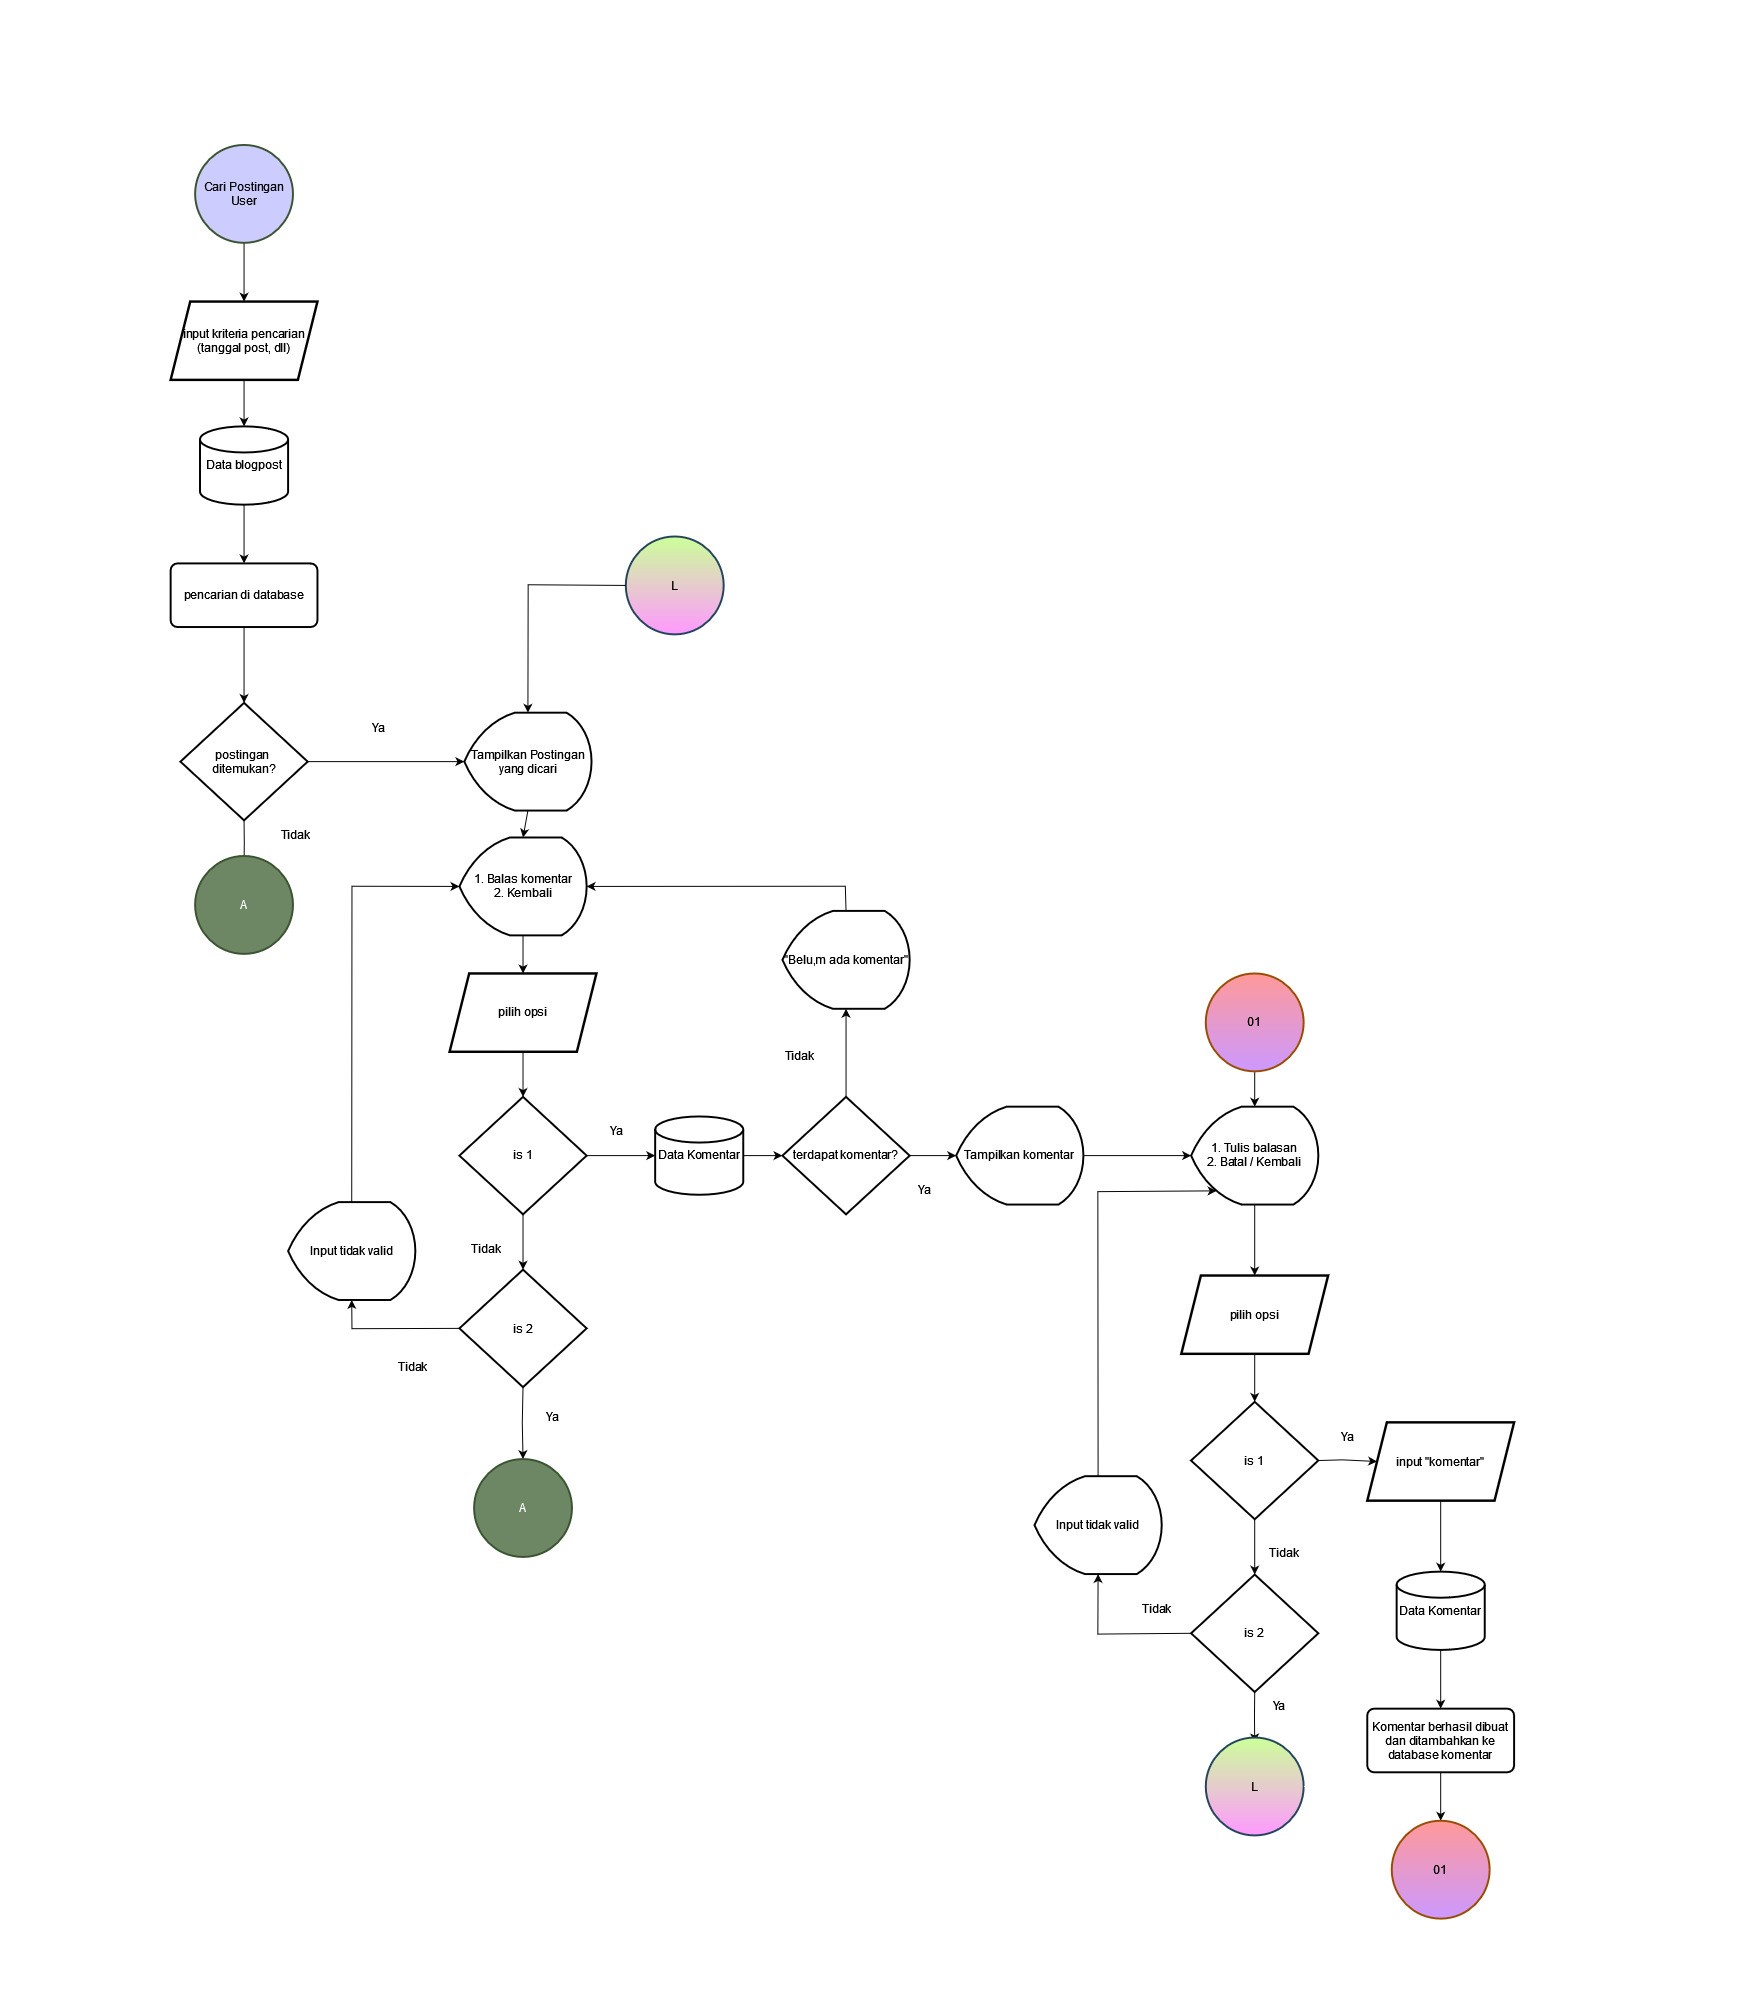 Cari Postingan
User
input kriteria pencarian
(tanggal post, dll)
Data blogpost
pencarian di database
L
postingan
ditemukan?
Ya
Tampilkan Postingan
yang dicari
Tidak
A
1. Balas komentar
2. Kembali
"Belu,m ada komentar"
pilih opsi
Tidak
is 1
Ya
Data Komentar
terdapat komentar?
Ya
Tampilkan komentar
01
1. Tulis balasan
2. Batal / Kembali
Input tidak valid
Tidak
is 2
Tidak
Ya
A
pilih opsi
is 1
Ya
input "komentar"
Input tidak valid
Tidak
Tidak
is 2
Data Komentar
Ya
L
Komentar berhasil dibuat
dan ditambahkan ke
database komentar
01